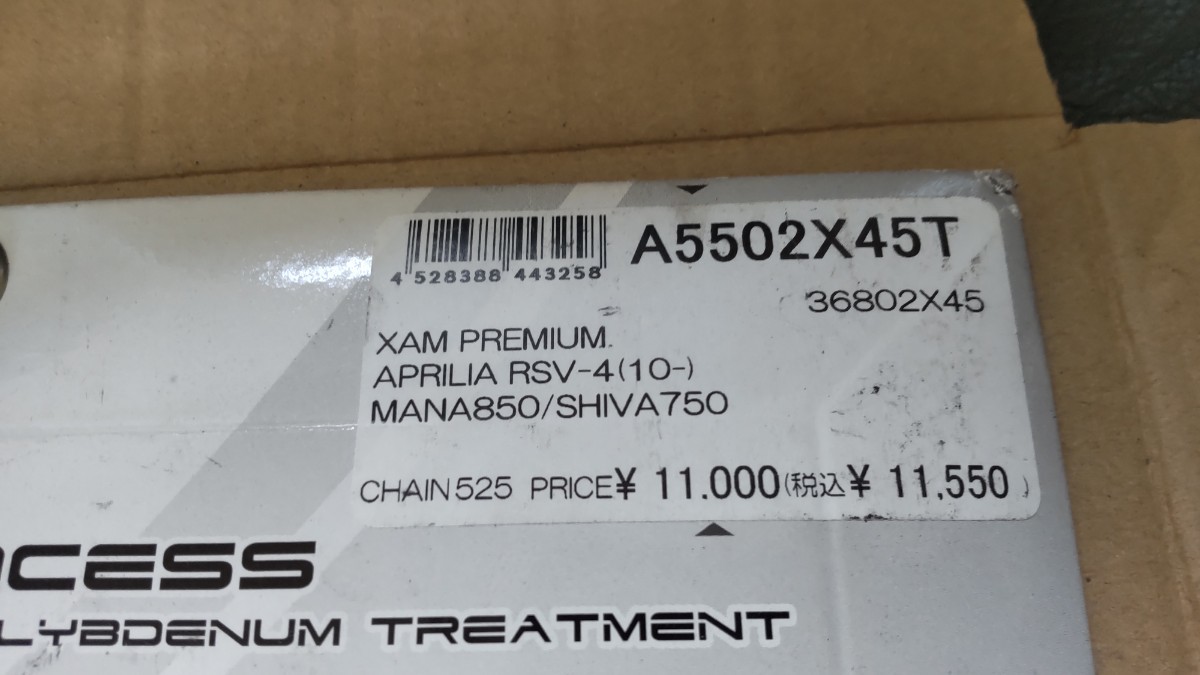 4 528388 443258
A5502X45T
36802X45
XAM PREMIUM.
APRILIA RSV-4(10-)
MANA850/SHIVA750
CHAIN 525 PRICE¥ 11.000(税込¥ 11,550 )
CESS
LYBDENUM TREATMENT